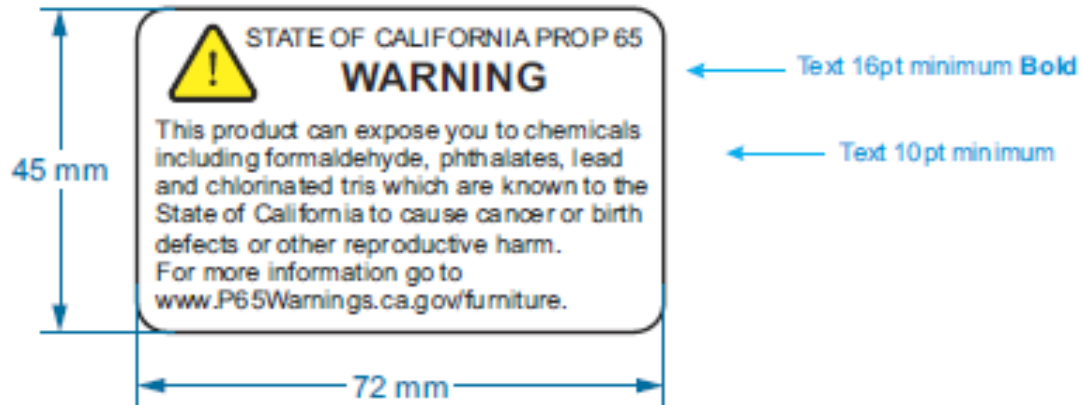 STATE OF CALIFORNIA PROP 65
WARNING
Text 16pt minimum Bold
This product can expose you to chemicals
including formaldehyde, phthalates, lead
and chlorinated tris which are known to the
State of California to cause cancer or birth
defects or other reproductive harm.
For more information go to
www.P65Warnings.ca.gov/furniture.
Text 10pt minimum
45 mm
72 mm